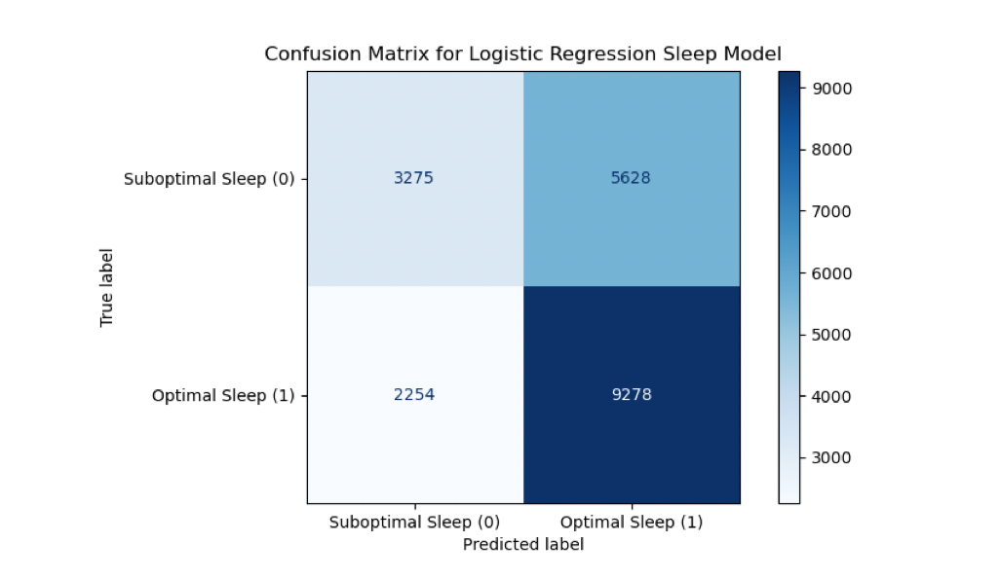 Confusion Matrix for Logistic Regression Sleep Model
True label
Suboptimal Sleep (0)
3275
5628
Optimal Sleep (1)
2254
9278
Suboptimal Sleep (0)
Optimal Sleep (1)
Predicted label
9000
8000
7000
6000
5000
4000
3000